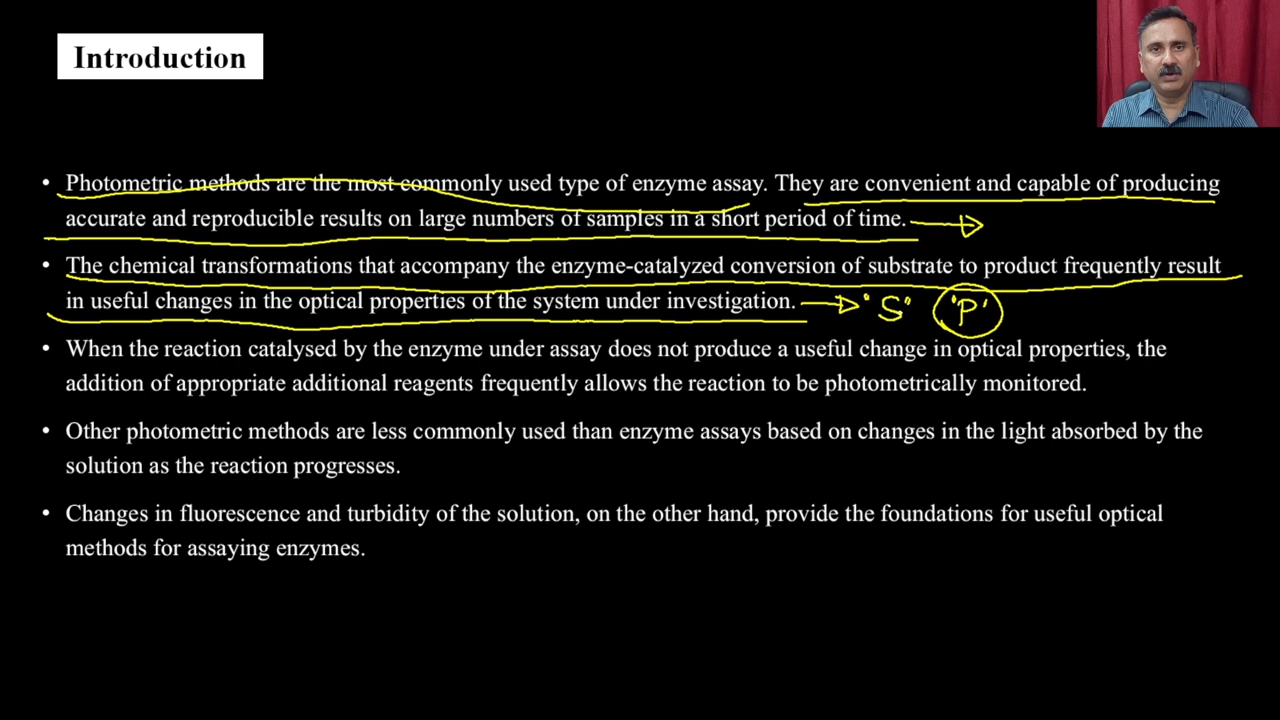 Introduction
• Photometric methods are the most commonly used type of enzyme assay. They are convenient and capable of producing
accurate and reproducible results on large numbers of samples in a short period of time.
• The chemical transformations that accompany the enzyme-catalyzed conversion of substrate to product frequently result
in useful changes in the optical properties of the system under investigation. → 'S' 'P'
• When the reaction catalysed by the enzyme under assay does not produce a useful change in optical properties, the
addition of appropriate additional reagents frequently allows the reaction to be photometrically monitored.
• Other photometric methods are less commonly used than enzyme assays based on changes in the light absorbed by the
solution as the reaction progresses.
• Changes in fluorescence and turbidity of the solution, on the other hand, provide the foundations for useful optical
methods for assaying enzymes.